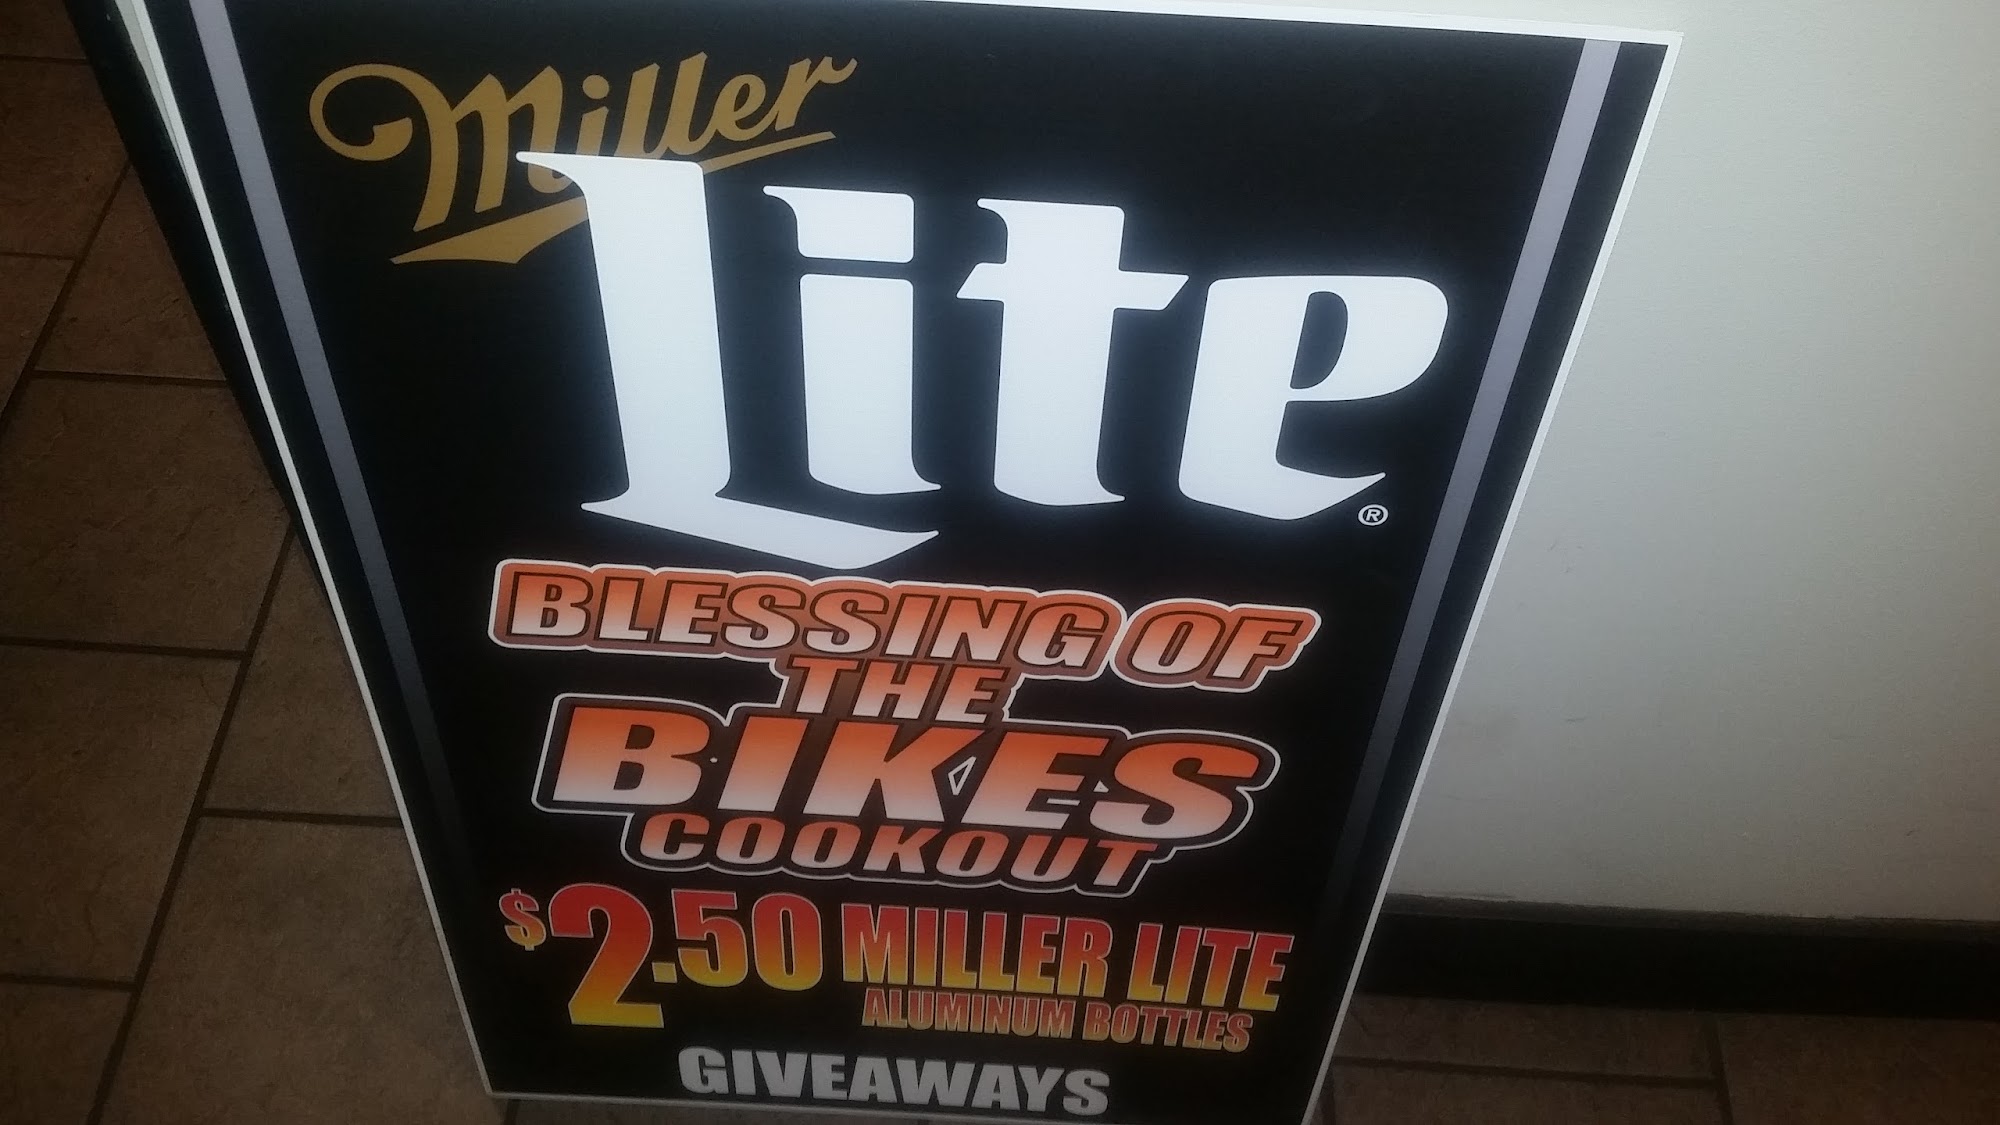 Miller
Lite®
BLESSING OF
THE
BIKES
COOKOUT
$2.50 MILLER LITE
ALUMINUM BOTTLES
GIVEAWAYS